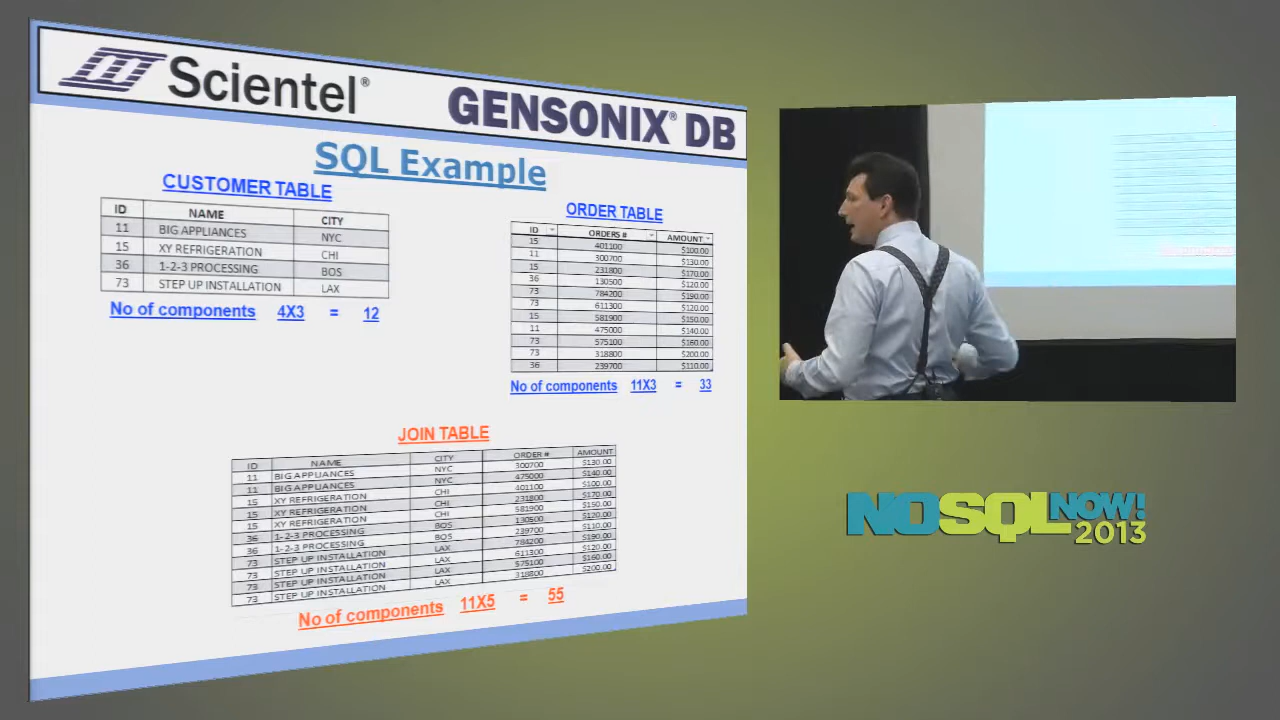 Scientel® GENSONIX® DB
SQL Example
CUSTOMER TABLE
ID NAME CITY
11 BIG APPLIANCES NYC
15 XY REFRIGERATION CHI
36 1-2-3 PROCESSING BOS
73 STEP UP INSTALLATION LAX
No of components 4X3 = 12
ORDER TABLE
ID ORDERS # AMOUNT
15 401100 $100.00
11 300700 $130.00
15 231800 $170.00
36 130500 $120.00
73 784200 $190.00
73 611300 $120.00
15 581900 $150.00
11 475000 $140.00
73 575100 $160.00
73 318800 $200.00
36 239700 $110.00
No of components 11X3 = 33
JOIN TABLE
ID NAME CITY ORDER # AMOUNT
11 BIG APPLIANCES NYC 300700 $130.00
11 BIG APPLIANCES NYC 475000 $140.00
15 XY REFRIGERATION CHI 401100 $100.00
15 XY REFRIGERATION CHI 231800 $170.00
15 XY REFRIGERATION CHI 581900 $150.00
36 1-2-3 PROCESSING BOS 130500 $120.00
36 1-2-3 PROCESSING BOS 239700 $110.00
73 STEP UP INSTALLATION LAX 784200 $190.00
73 STEP UP INSTALLATION LAX 611300 $120.00
73 STEP UP INSTALLATION LAX 575100 $160.00
73 STEP UP INSTALLATION LAX 318800 $200.00
No of components 11X5 = 55
NOSQL NOW!
2013